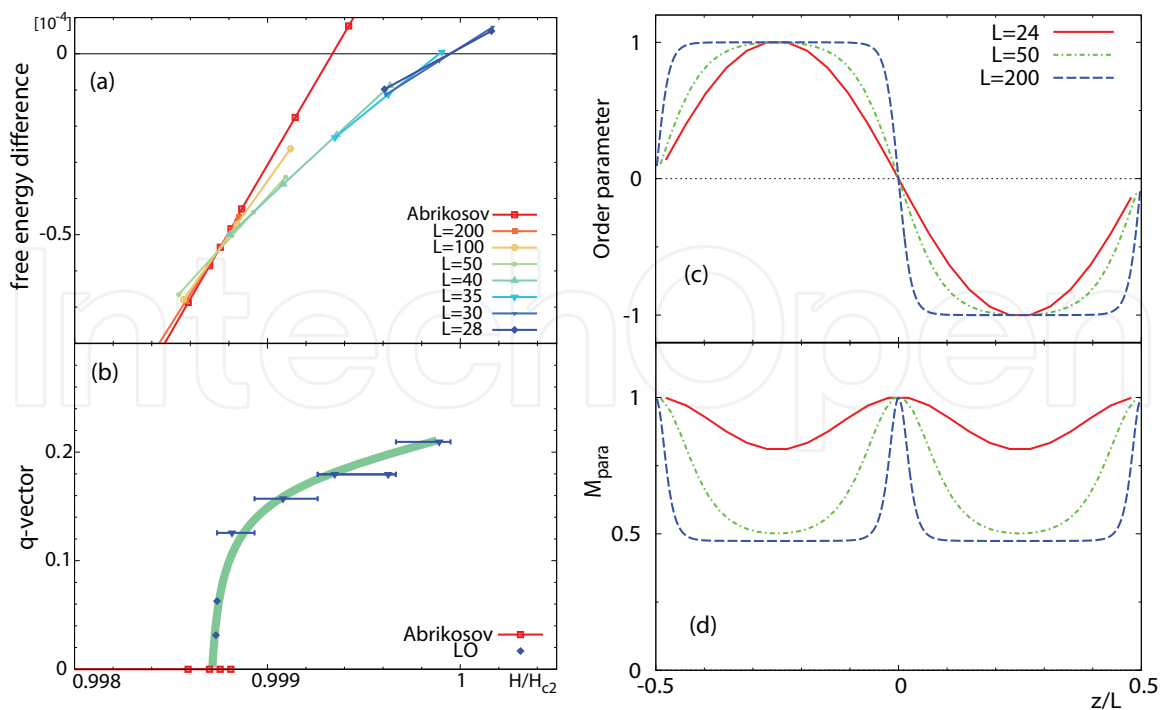 [10⁻⁴]
0
-0.5
free energy difference
(a)
Abrikosov
L=200
L=100
L=50
L=40
L=35
L=30
L=28
(b)
q-vector
0.2
0.1
0
Abrikosov
LO
0.998
0.999
1
H/H_c2
(c)
Order parameter
1
0
-1
L=24
L=50
L=200
(d)
M_para
1
0.5
0
-0.5
0
0.5
z/L
IntechOpen